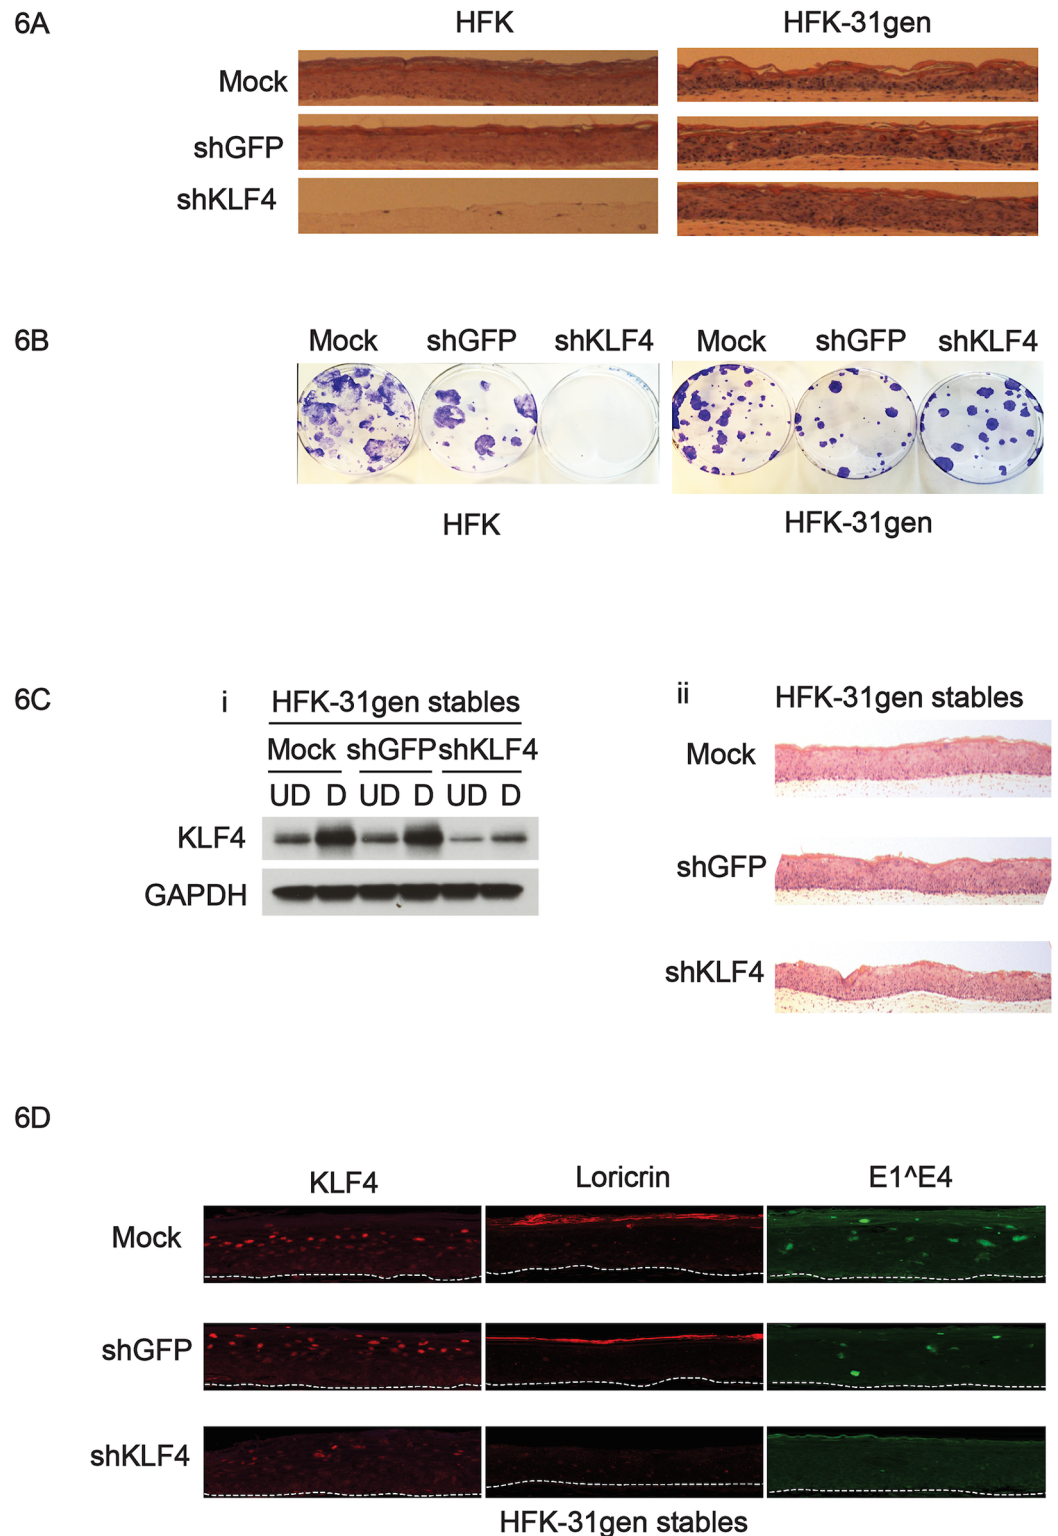 6A
HFK HFK-31gen
Mock
shGFP
shKLF4
6B
Mock shGFP shKLF4 Mock shGFP shKLF4
HFK HFK-31gen
6C
i
HFK-31gen stables
Mock shGFP shKLF4
UD D UD D UD D
KLF4
GAPDH
ii
HFK-31gen stables
Mock
shGFP
shKLF4
6D
KLF4 Loricrin E1^E4
Mock
shGFP
shKLF4
HFK-31gen stables